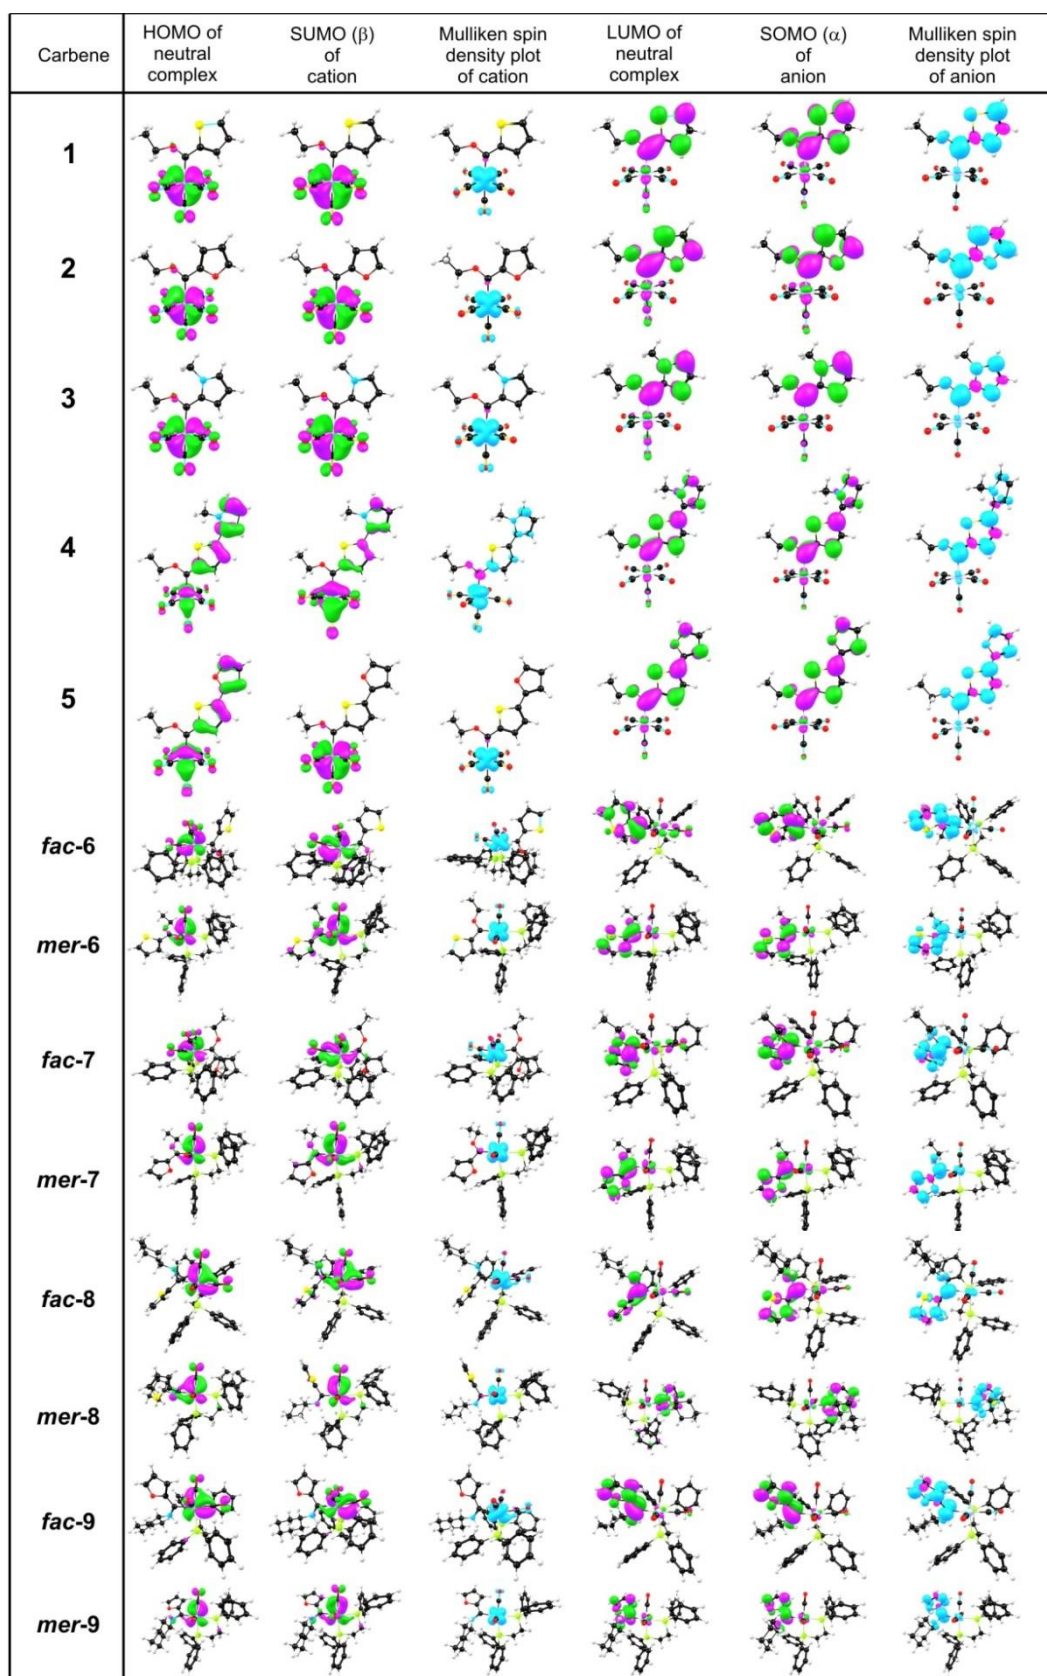 Carbene
HOMO of
neutral
complex
SUMO (β)
of
cation
Mulliken spin
density plot
of cation
LUMO of
neutral
complex
SOMO (α)
of
anion
Mulliken spin
density plot
of anion
1
2
3
4
5
fac-6
mer-6
fac-7
mer-7
fac-8
mer-8
fac-9
mer-9